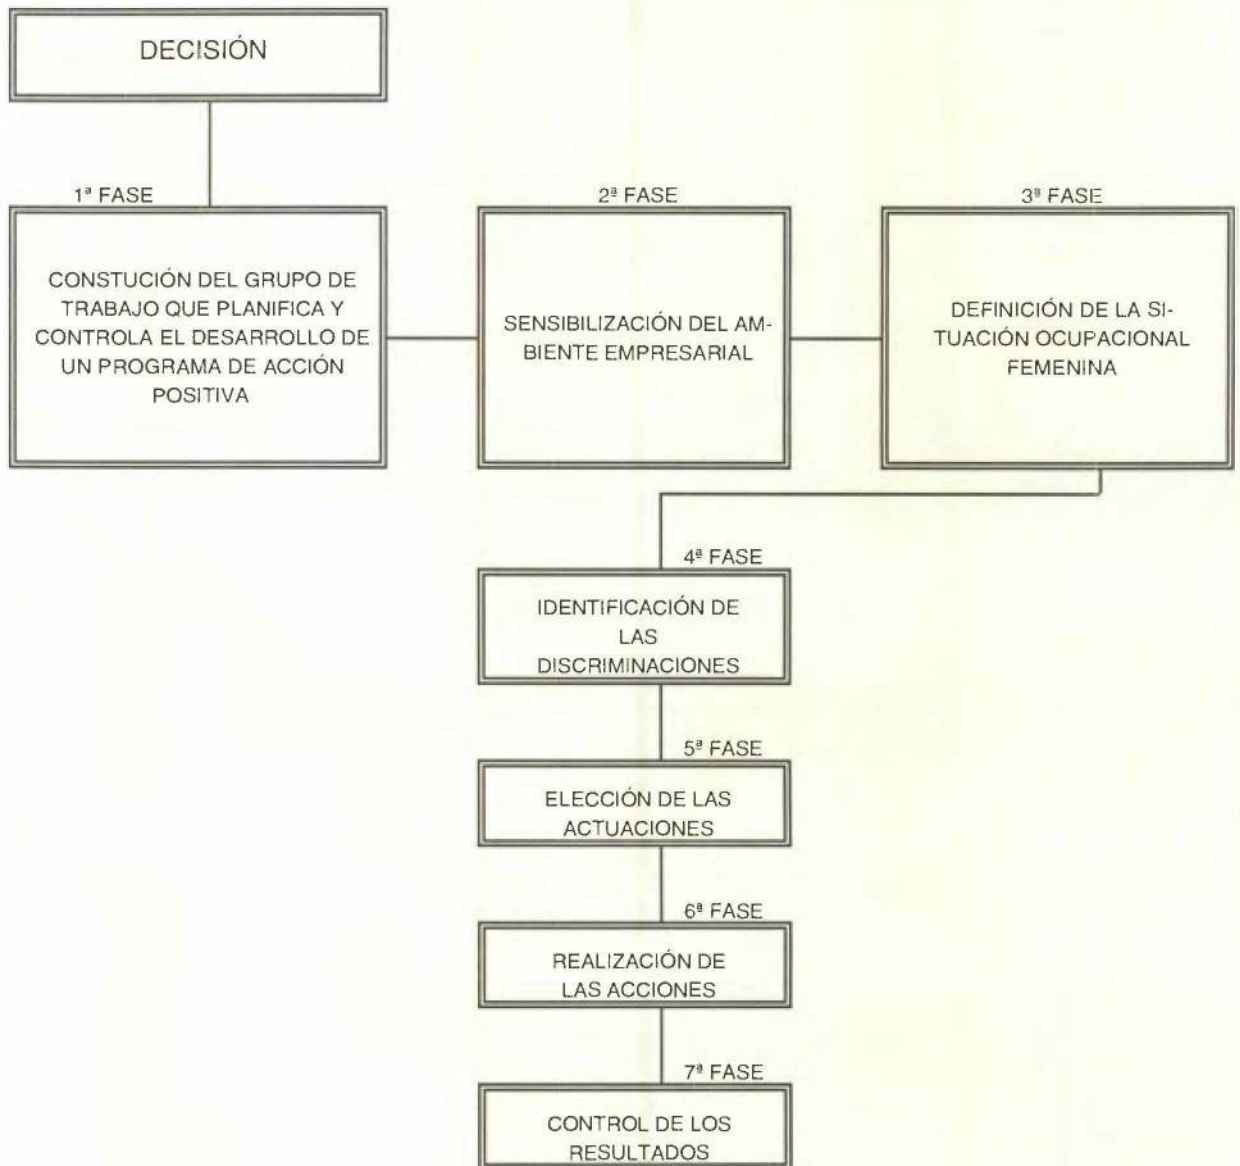 DECISIÓN
1ª FASE
CONSTUCIÓN DEL GRUPO DE
TRABAJO QUE PLANIFICA Y
CONTROLA EL DESARROLLO DE
UN PROGRAMA DE ACCIÓN
POSITIVA
2ª FASE
SENSIBILIZACIÓN DEL AM-
BIENTE EMPRESARIAL
3ª FASE
DEFINICIÓN DE LA SI-
TUACIÓN OCUPACIONAL
FEMENINA
4ª FASE
IDENTIFICACIÓN DE
LAS
DISCRIMINACIONES
5ª FASE
ELECCIÓN DE LAS
ACTUACIONES
6ª FASE
REALIZACIÓN DE
LAS ACCIONES
7ª FASE
CONTROL DE LOS
RESULTADOS